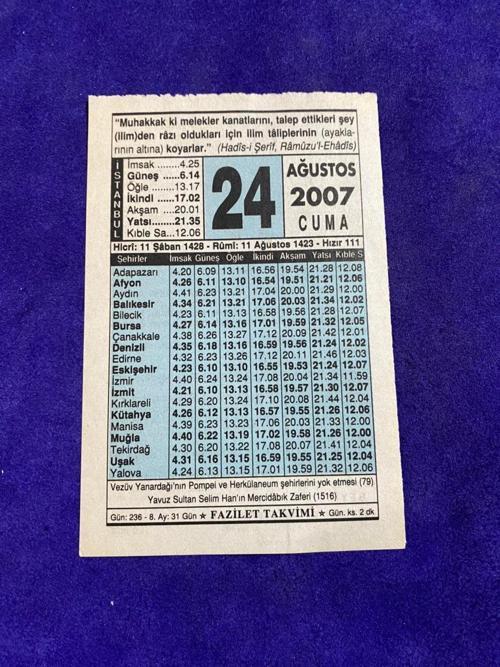 "Muhakkak ki melekler kanatlarını, talep ettikleri şey
(ilim)den râzı oldukları için ilim tâliplerinin (ayakla-
rının altına) koyarlar." (Hadîs-i Şerîf, Râmûzu'l-Ehâdîs)
İSTANBUL
İmsak ........4.25
Güneş ......6.14
Öğle .......13.17
İkindi ......17.02
Akşam ....20.01
Yatsı.......21.35
Kıble Sa...12.06
24
AĞUSTOS
2007
CUMA
Hicrî: 11 Şâban 1428 - Rûmî: 11 Ağustos 1423 - Hızır 111
Şehirler İmsak Güneş Öğle İkindi Akşam Yatsı Kıble S
Adapazarı 4.20 6.09 13.11 16.56 19.54 21.28 12.08
Afyon 4.26 6.11 13.10 16.54 19.51 21.21 12.06
Aydın 4.41 6.23 13.21 17.04 20.00 21.29 12.00
Balıkesir 4.34 6.21 13.21 17.06 20.03 21.34 12.02
Bilecik 4.23 6.11 13.13 16.58 19.56 21.28 12.07
Bursa 4.27 6.14 13.16 17.01 19.59 21.32 12.05
Çanakkale 4.38 6.26 13.27 17.12 20.09 21.42 12.01
Denizli 4.35 6.18 13.16 16.59 19.56 21.24 12.02
Edirne 4.32 6.23 13.26 17.12 20.11 21.46 12.03
Eskişehir 4.23 6.10 13.10 16.55 19.53 21.24 12.07
İzmir 4.40 6.24 13.24 17.08 20.04 21.34 11.59
İzmit 4.21 6.10 13.13 16.58 19.57 21.30 12.07
Kırklareli 4.29 6.20 13.24 17.10 20.08 21.44 12.04
Kütahya 4.26 6.12 13.13 16.57 19.55 21.26 12.06
Manisa 4.39 6.23 13.23 17.06 20.03 21.33 12.00
Muğla 4.40 6.22 13.19 17.02 19.58 21.26 12.00
Tekirdağ 4.30 6.20 13.22 17.08 20.07 21.41 12.04
Uşak 4.31 6.16 13.15 16.59 19.55 21.25 12.04
Yalova 4.24 6.13 13.15 17.01 19.59 21.32 12.06
Vezüv Yanardağı'nın Pompei ve Herkülaneum şehirlerini yok etmesi (79)
Yavuz Sultan Selim Han'ın Mercidâbık Zaferi (1516)
Gün: 236 - 8. Ay: 31 Gün ★ FAZİLET TAKVİMİ ★ Gün. ks. 2 dk